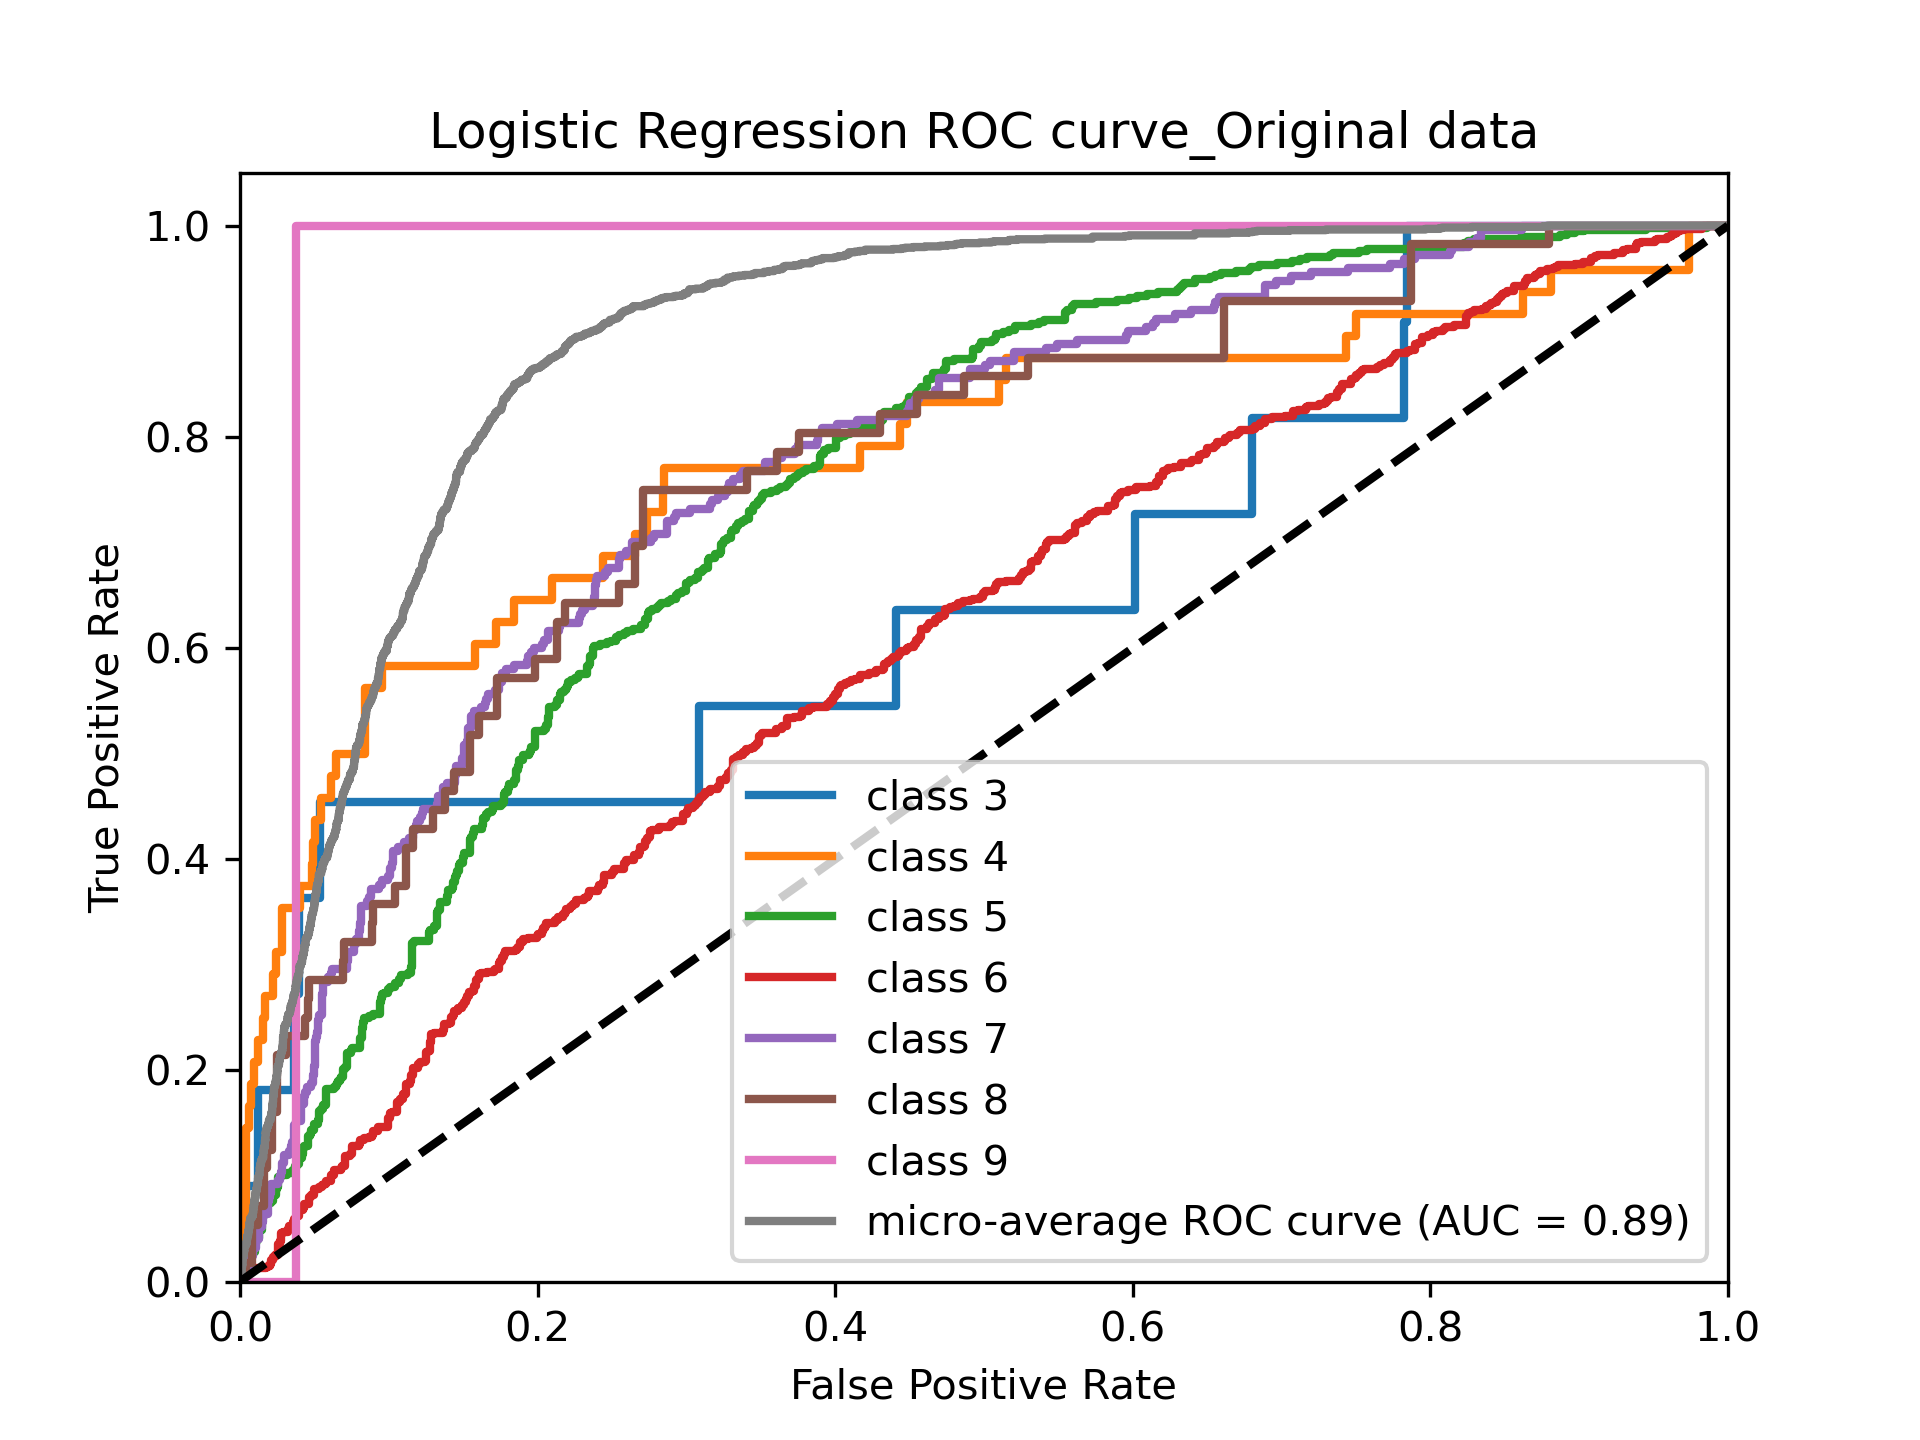 Logistic Regression ROC curve_Original data
True Positive Rate
1.0
0.8
0.6
0.4
0.2
0.0
class 3
class 4
class 5
class 6
class 7
class 8
class 9
micro-average ROC curve (AUC = 0.89)
0.0 0.2 0.4 0.6 0.8 1.0
False Positive Rate